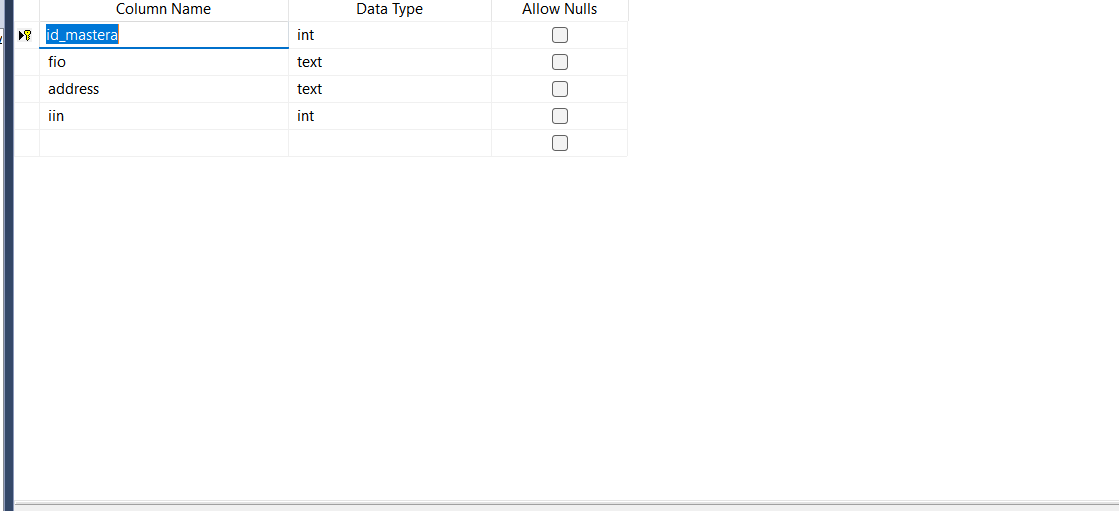 Column Name Data Type Allow Nulls
id_mastera int
fio text
address text
iin int